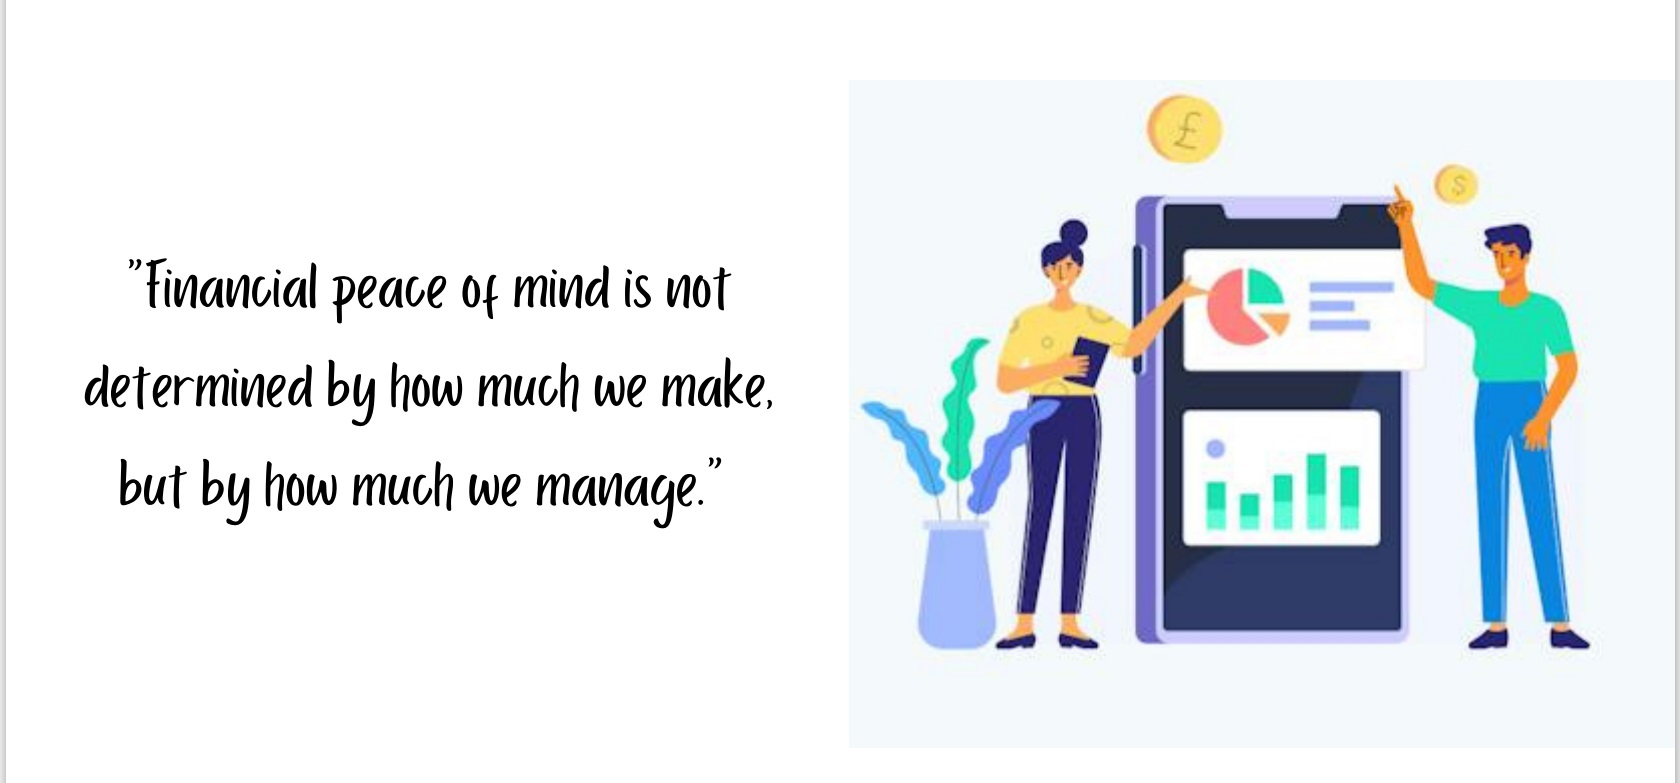 ”Financial peace of mind is not
determined by how much we make,
but by how much we manage.”
£
$